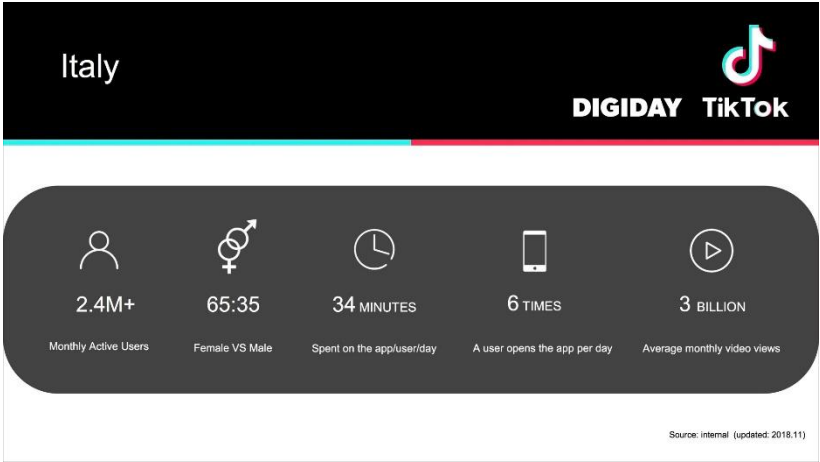 Italy
DIGIDAY TikTok
2.4M+
Monthly Active Users
65:35
Female VS Male
34 MINUTES
Spent on the app/user/day
6 TIMES
A user opens the app per day
3 BILLION
Average monthly video views
Source: internal (updated: 2018.11)